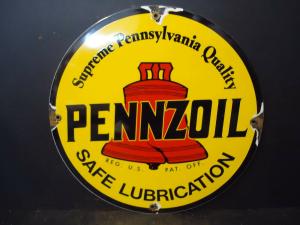 Supreme Pennsylvania Quality
PENNZOIL
REG. U.S. PAT. OFF.
SAFE LUBRICATION